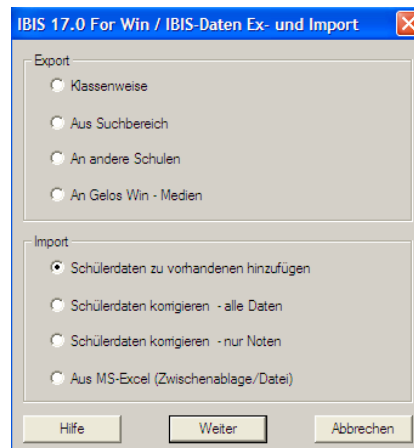 IBIS 17.0 For Win / IBIS-Daten Ex- und Import
Export
Klassenweise
Aus Suchbereich
An andere Schulen
An Gelos Win - Medien
Import
Schülerdaten zu vorhandenen hinzufügen
Schülerdaten korrigieren - alle Daten
Schülerdaten korrigieren - nur Noten
Aus MS-Excel (Zwischenablage/Datei)
Hilfe Weiter Abbrechen